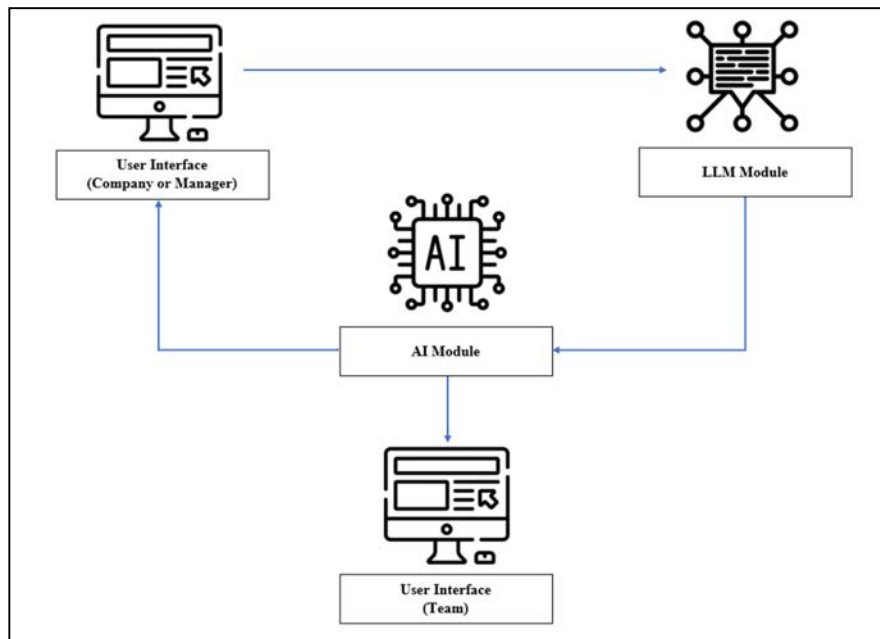 User Interface
(Company or Manager)
LLM Module
AI
AI Module
User Interface
(Team)